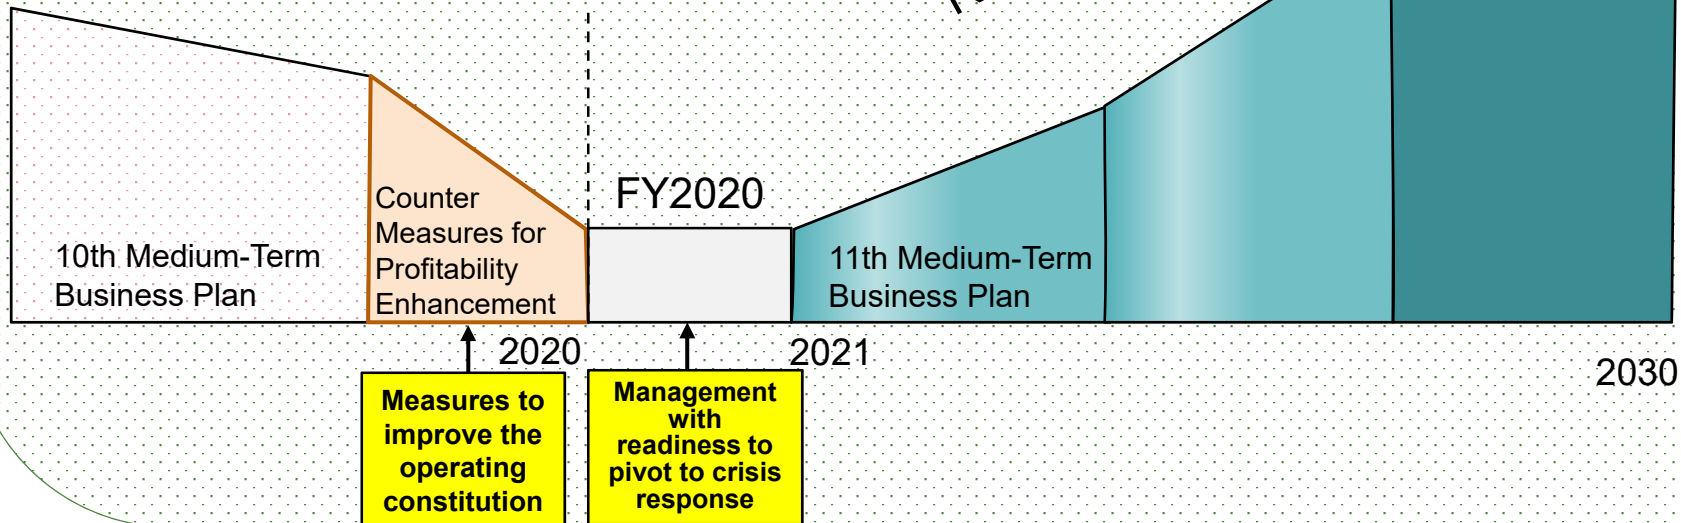 10th Medium-Term
Business Plan
Counter
Measures for
Profitability
Enhancement
FY2020
11th Medium-Term
Business Plan
2020
2021
2030
Measures to
improve the
operating
constitution
Management
with
readiness to
pivot to crisis
response